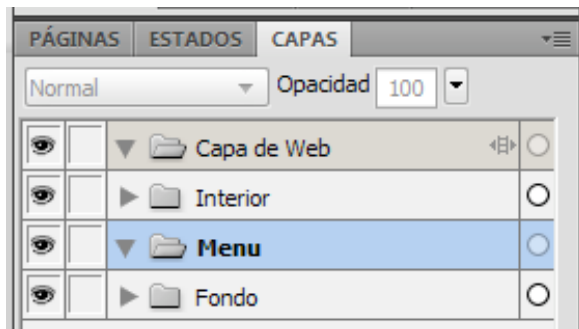 PÁGINAS ESTADOS CAPAS
Normal Opacidad 100
Capa de Web
Interior
Menu
Fondo